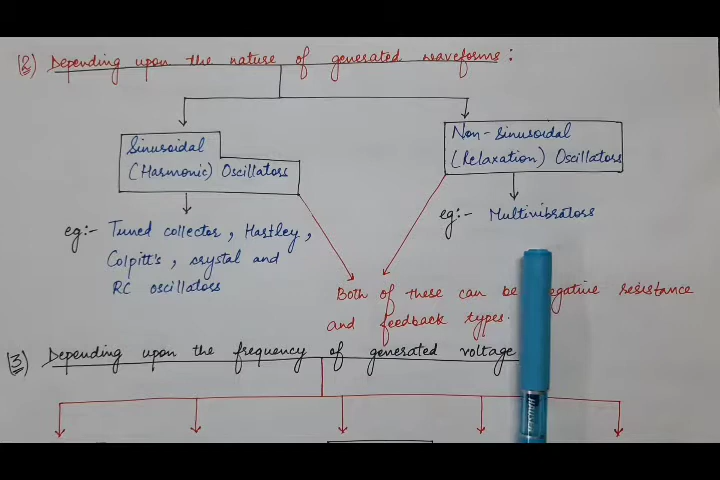 (2) Depending upon the nature of generated waveforms:
Sinusoidal
(Harmonic) Oscillators
Non-Sinusoidal
(Relaxation) Oscillators
eg:- Tuned collector, Hartley,
Colpitt's, crystal and
RC oscillators
eg:- Multivibrators
Both of these can be negative resistance
and feedback types.
(3) Depending upon the frequency of generated voltage